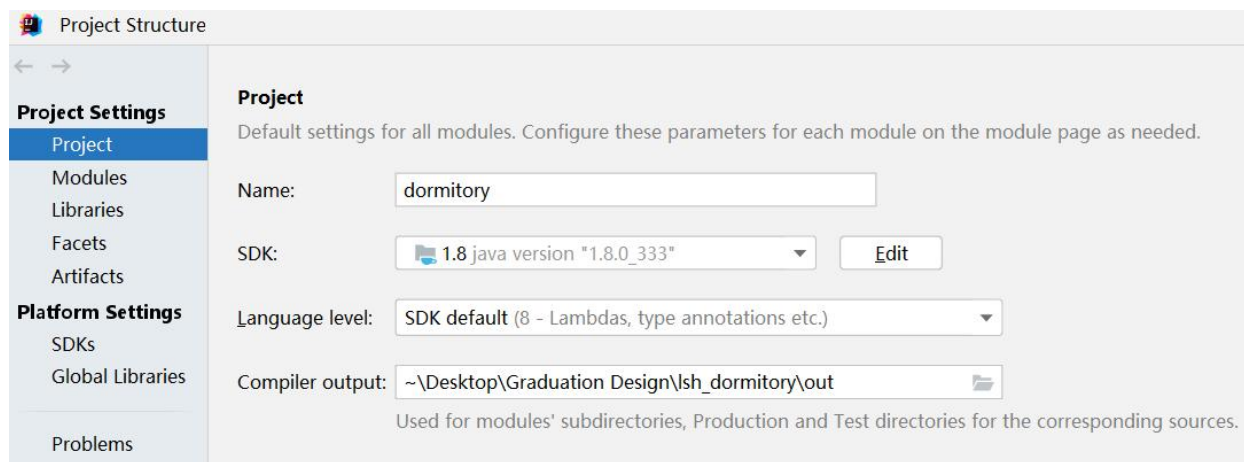 Project Structure
Project Settings
Project
Modules
Libraries
Facets
Artifacts
Platform Settings
SDKs
Global Libraries
Problems
Project
Default settings for all modules. Configure these parameters for each module on the module page as needed.
Name: dormitory
SDK: 1.8 java version "1.8.0_333" Edit
Language level: SDK default (8 - Lambdas, type annotations etc.)
Compiler output: ~\Desktop\Graduation Design\lsh_dormitory\out
Used for modules' subdirectories, Production and Test directories for the corresponding sources.